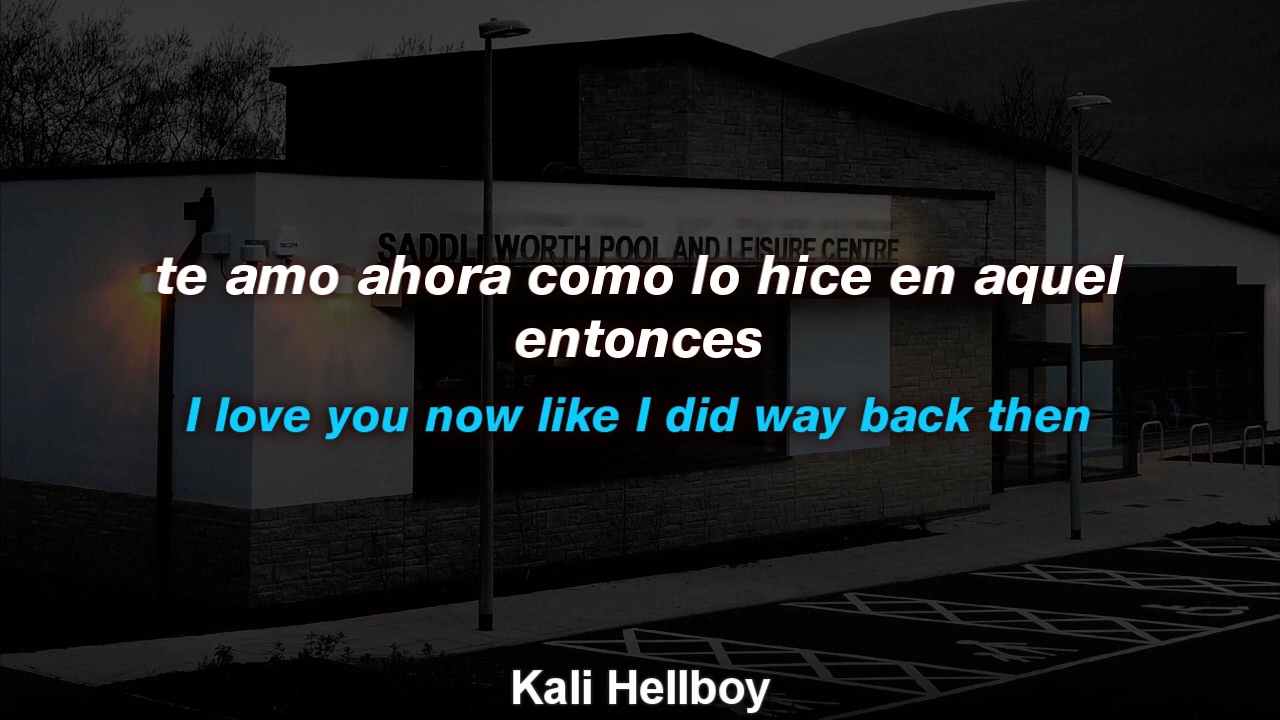 SADDLEWORTH POOL AND LEISURE CENTRE
te amo ahora como lo hice en aquel
entonces
I love you now like I did way back then
Kali Hellboy